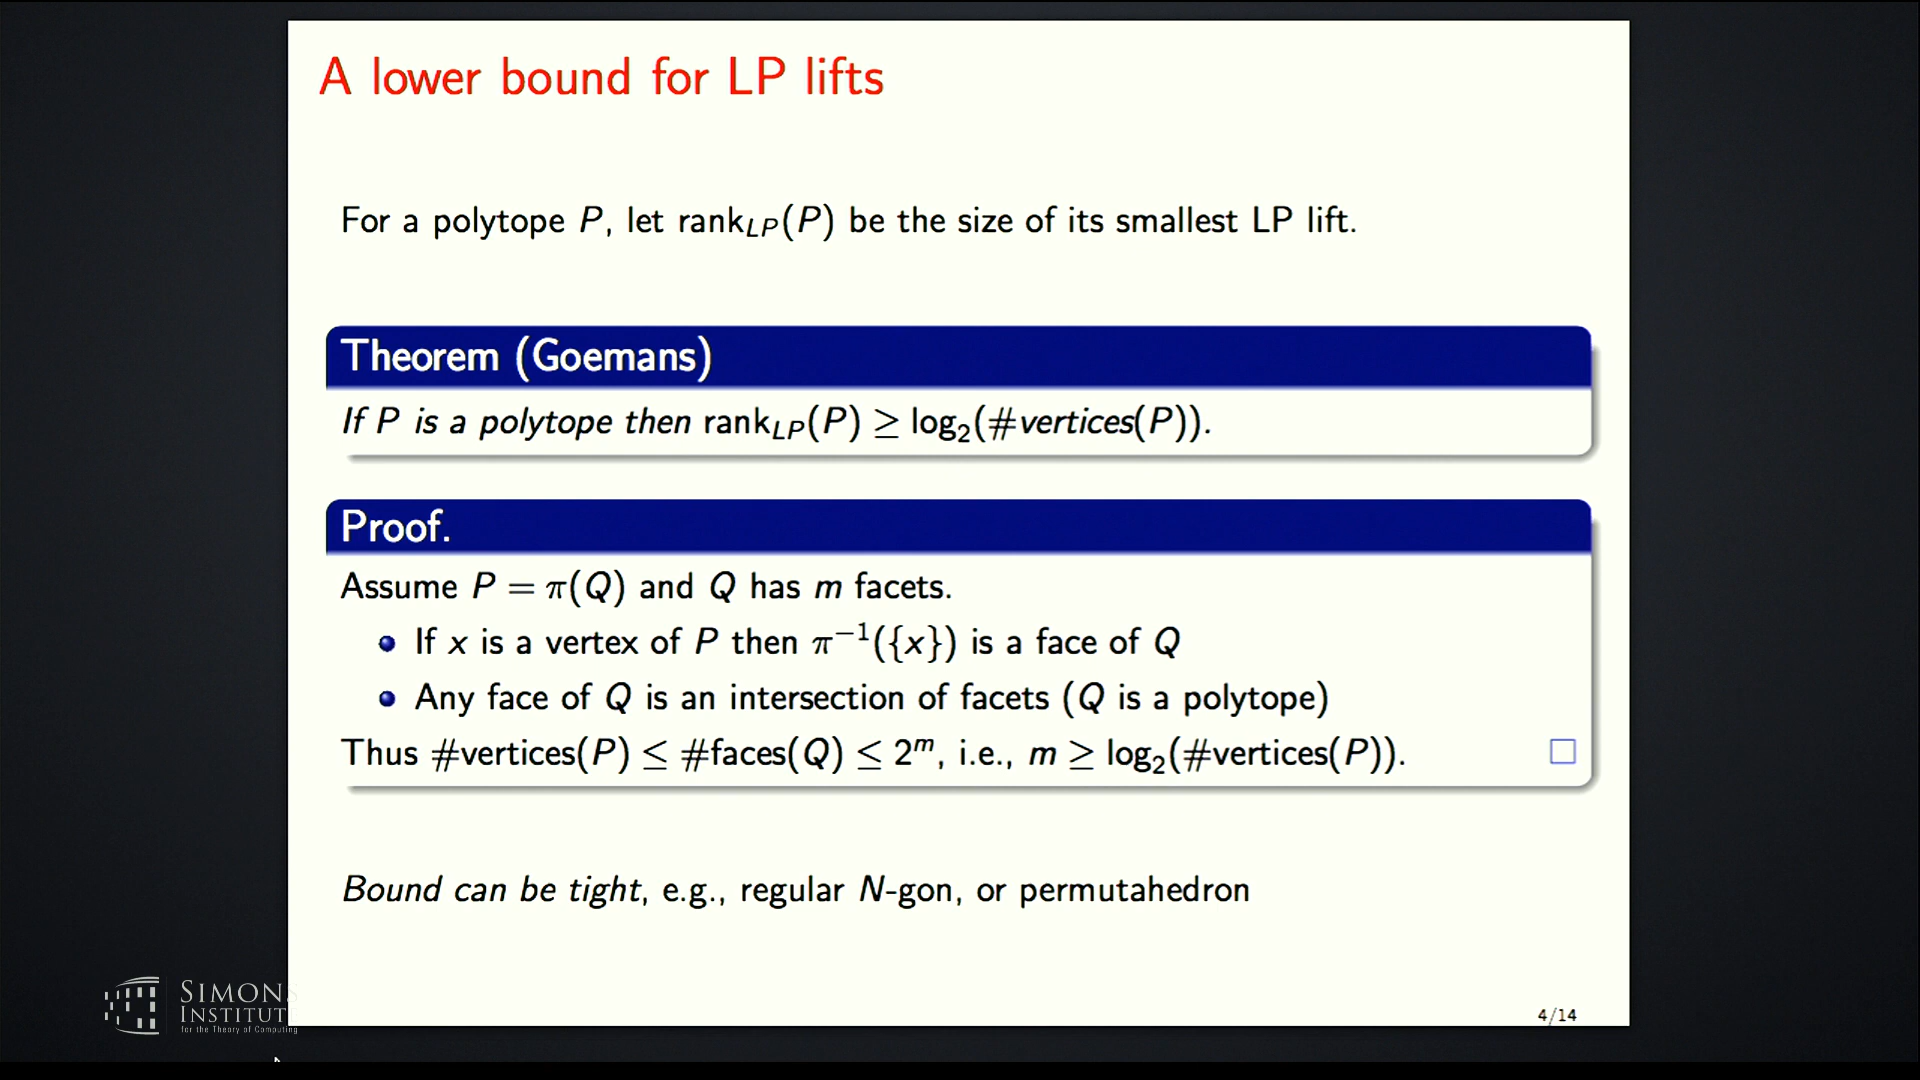 A lower bound for LP lifts
For a polytope P, let rank_LP(P) be the size of its smallest LP lift.
Theorem (Goemans)
If P is a polytope then rank_LP(P) ≥ log₂(#vertices(P)).
Proof.
Assume P = π(Q) and Q has m facets.
• If x is a vertex of P then π⁻¹({x}) is a face of Q
• Any face of Q is an intersection of facets (Q is a polytope)
Thus #vertices(P) ≤ #faces(Q) ≤ 2ᵐ, i.e., m ≥ log₂(#vertices(P)). □
Bound can be tight, e.g., regular N-gon, or permutahedron
4/14
SIMONS
INSTITUTE
for the Theory of Computing